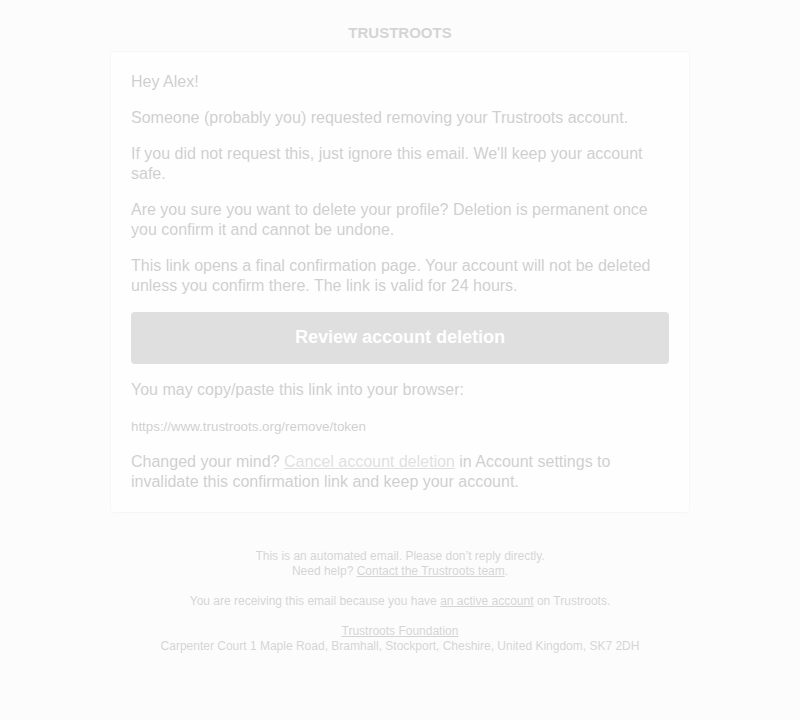 TRUSTROOTS
Hey Alex!
Someone (probably you) requested removing your Trustroots account.
If you did not request this, just ignore this email. We'll keep your account
safe.
Are you sure you want to delete your profile? Deletion is permanent once
you confirm it and cannot be undone.
This link opens a final confirmation page. Your account will not be deleted
unless you confirm there. The link is valid for 24 hours.
Review account deletion
You may copy/paste this link into your browser:
https://www.trustroots.org/remove/token
Changed your mind? Cancel account deletion in Account settings to
invalidate this confirmation link and keep your account.
This is an automated email. Please don’t reply directly.
Need help? Contact the Trustroots team.
You are receiving this email because you have an active account on Trustroots.
Trustroots Foundation
Carpenter Court 1 Maple Road, Bramhall, Stockport, Cheshire, United Kingdom, SK7 2DH